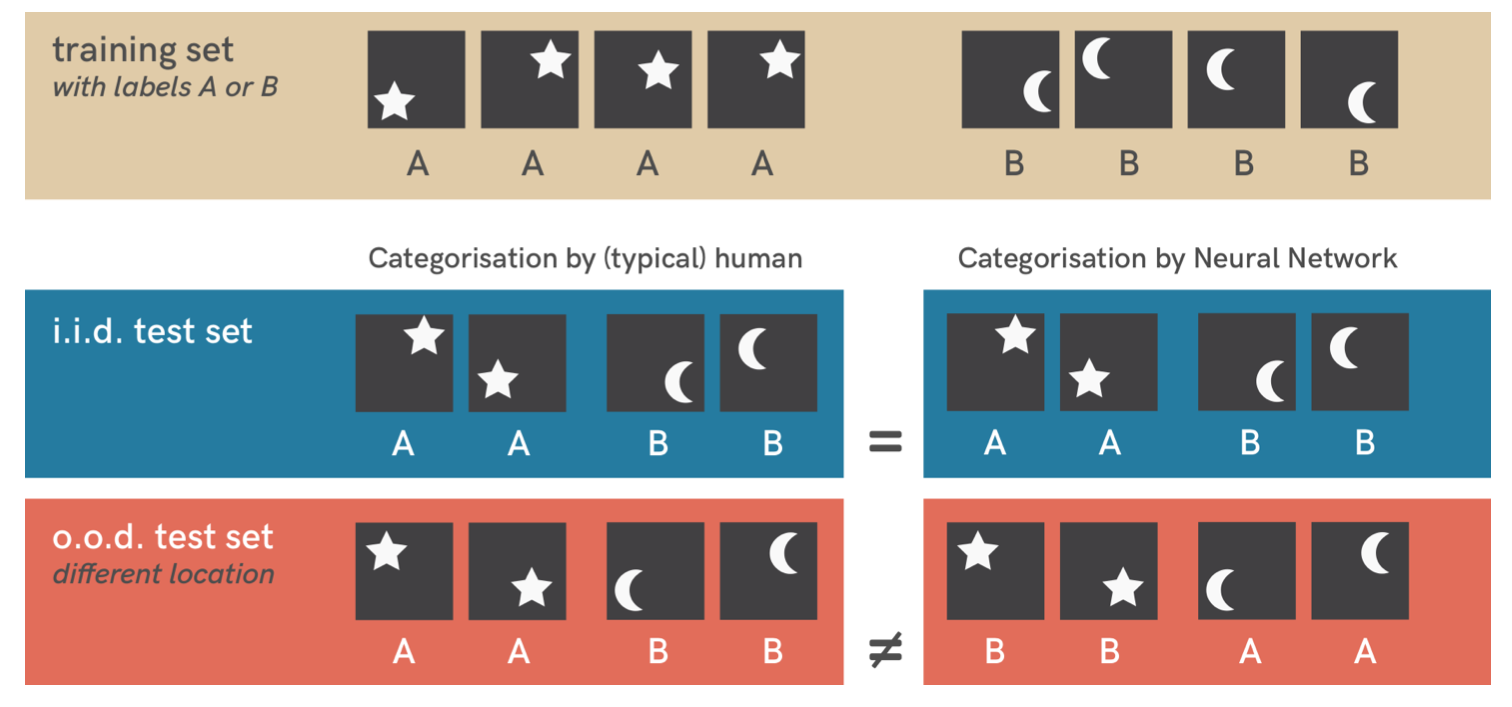 training set
with labels A or B
A A A A B B B B
Categorisation by (typical) human Categorisation by Neural Network
i.i.d. test set
A A B B = A A B B
o.o.d. test set
different location
A A B B ≠ B B A A